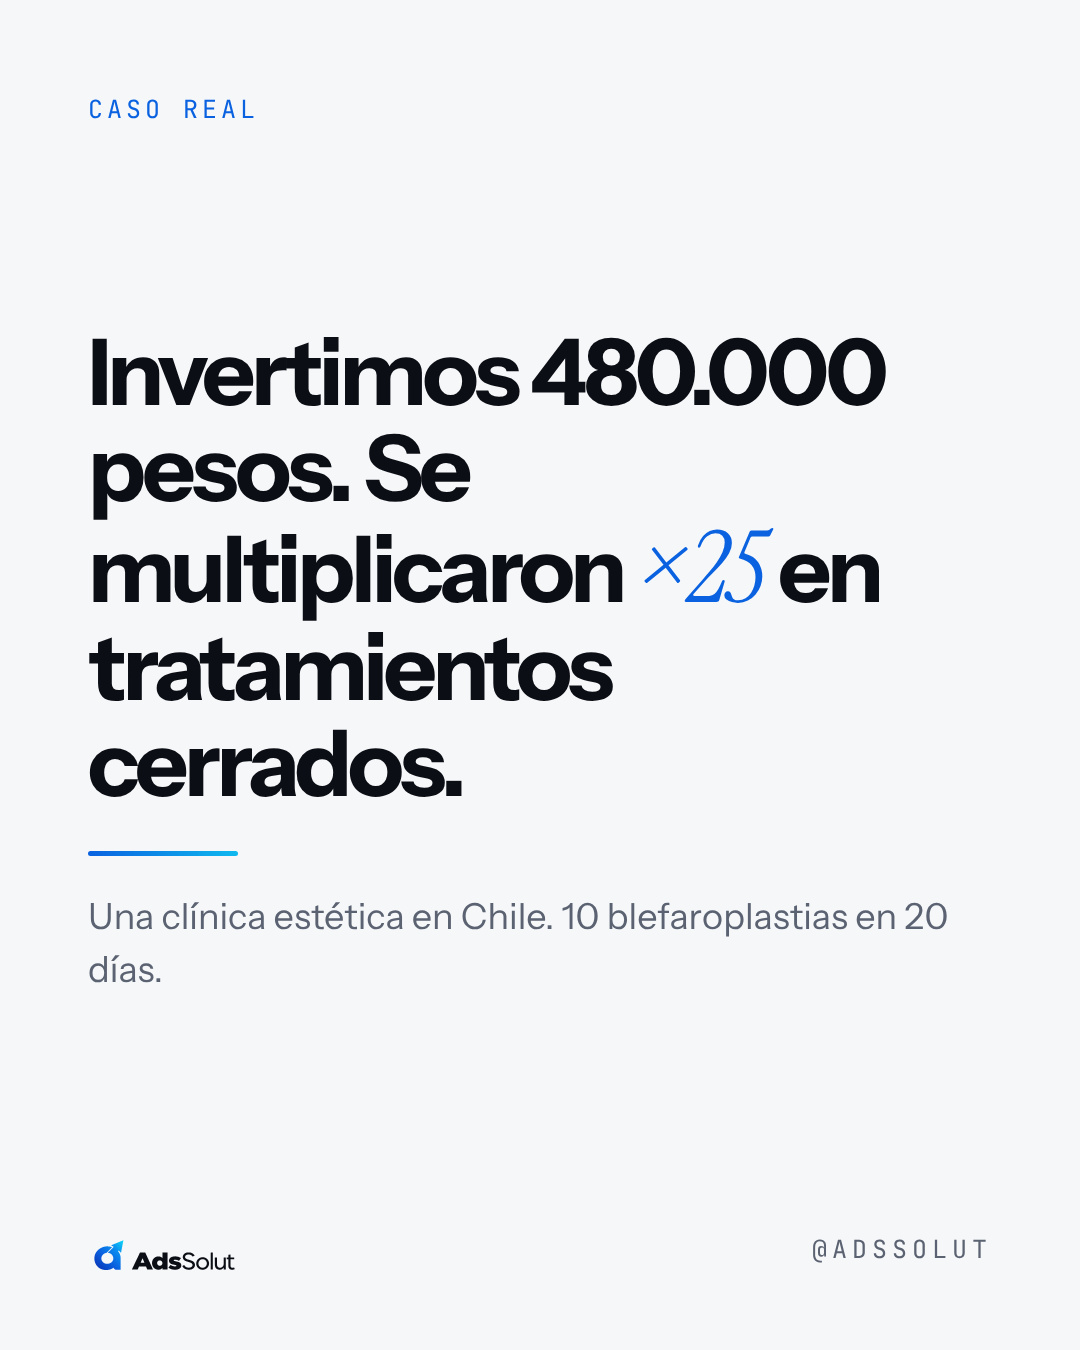 CASO REAL
Invertimos 480.000
pesos. Se
multiplicaron ×25 en
tratamientos
cerrados.
Una clínica estética en Chile. 10 blefaroplastias en 20
días.
AdsSolut
@ADSSOLUT